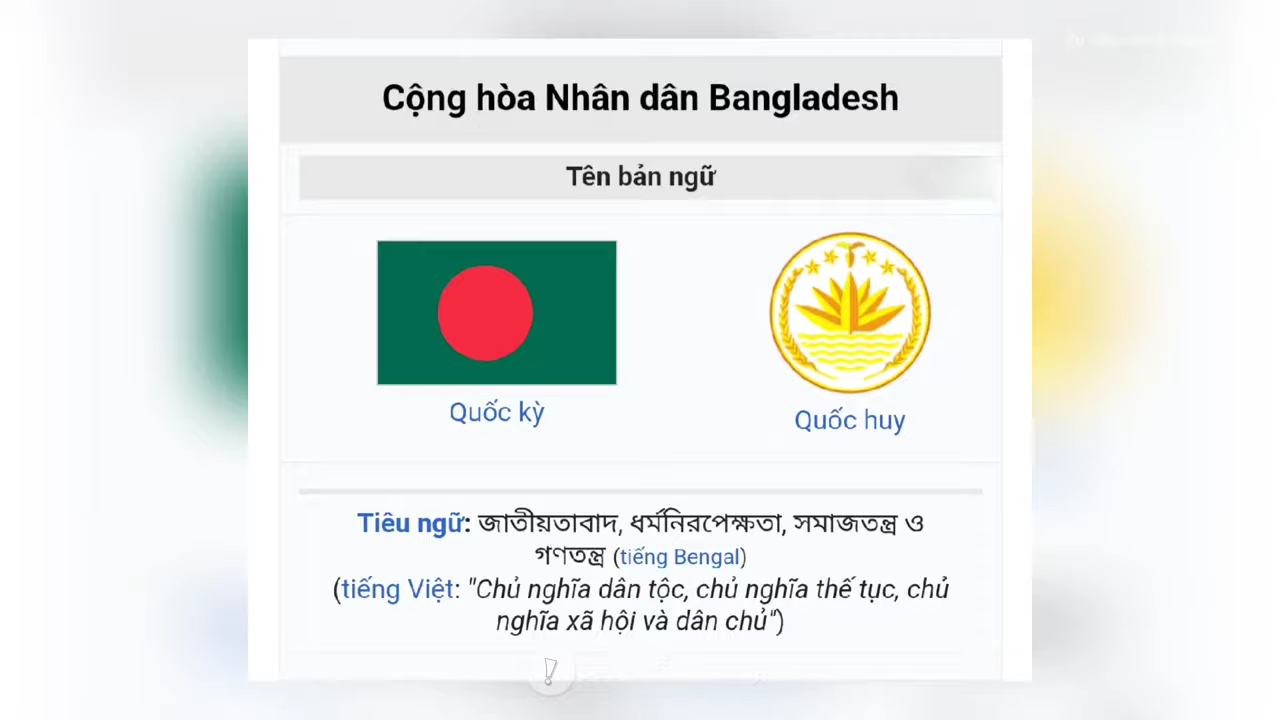 Cộng hòa Nhân dân Bangladesh
Tên bản ngữ
Quốc kỳ
Quốc huy
Tiêu ngữ: জাতীয়তাবাদ, ধর্মনিরপেক্ষতা, সমাজতন্ত্র ও
গণতন্ত্র (tiếng Bengal)
(tiếng Việt: "Chủ nghĩa dân tộc, chủ nghĩa thế tục, chủ
nghĩa xã hội và dân chủ")